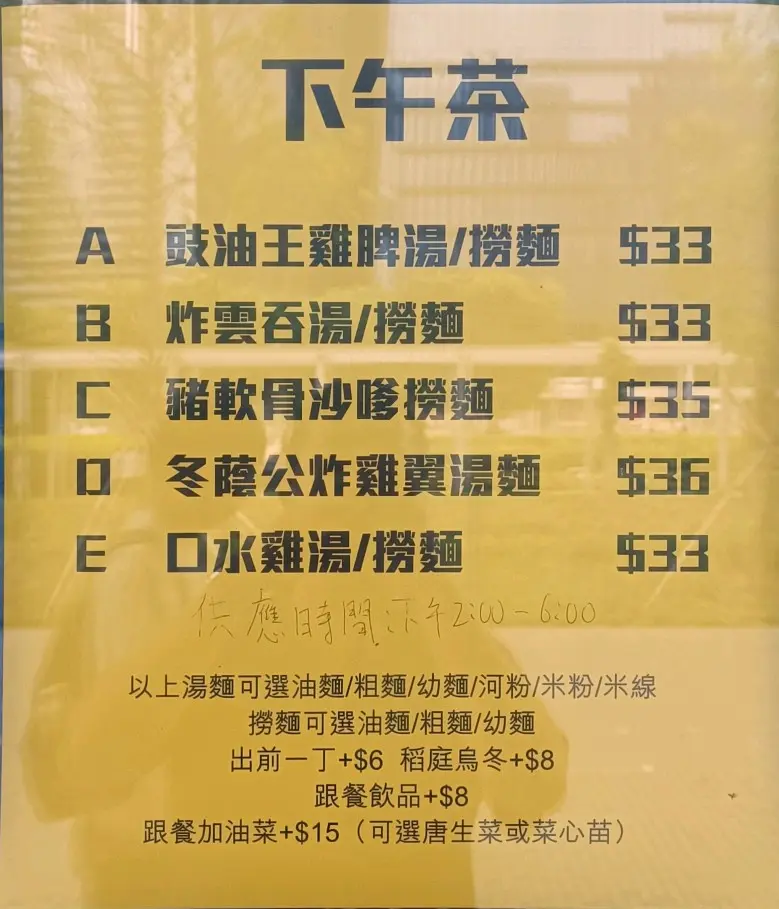 下午茶
A 豉油王雞脾湯/撈麵 $33
B 炸雲吞湯/撈麵 $33
C 豬軟骨沙嗲撈麵 $35
D 冬蔭公炸雞翼湯麵 $36
E 口水雞湯/撈麵 $33
供應時間:下午2:00-6:00
以上湯麵可選油麵/粗麵/幼麵/河粉/米粉/米線
撈麵可選油麵/粗麵/幼麵
出前一丁+$6 稻庭烏冬+$8
跟餐飲品+$8
跟餐加油菜+$15（可選唐生菜或菜心苗）